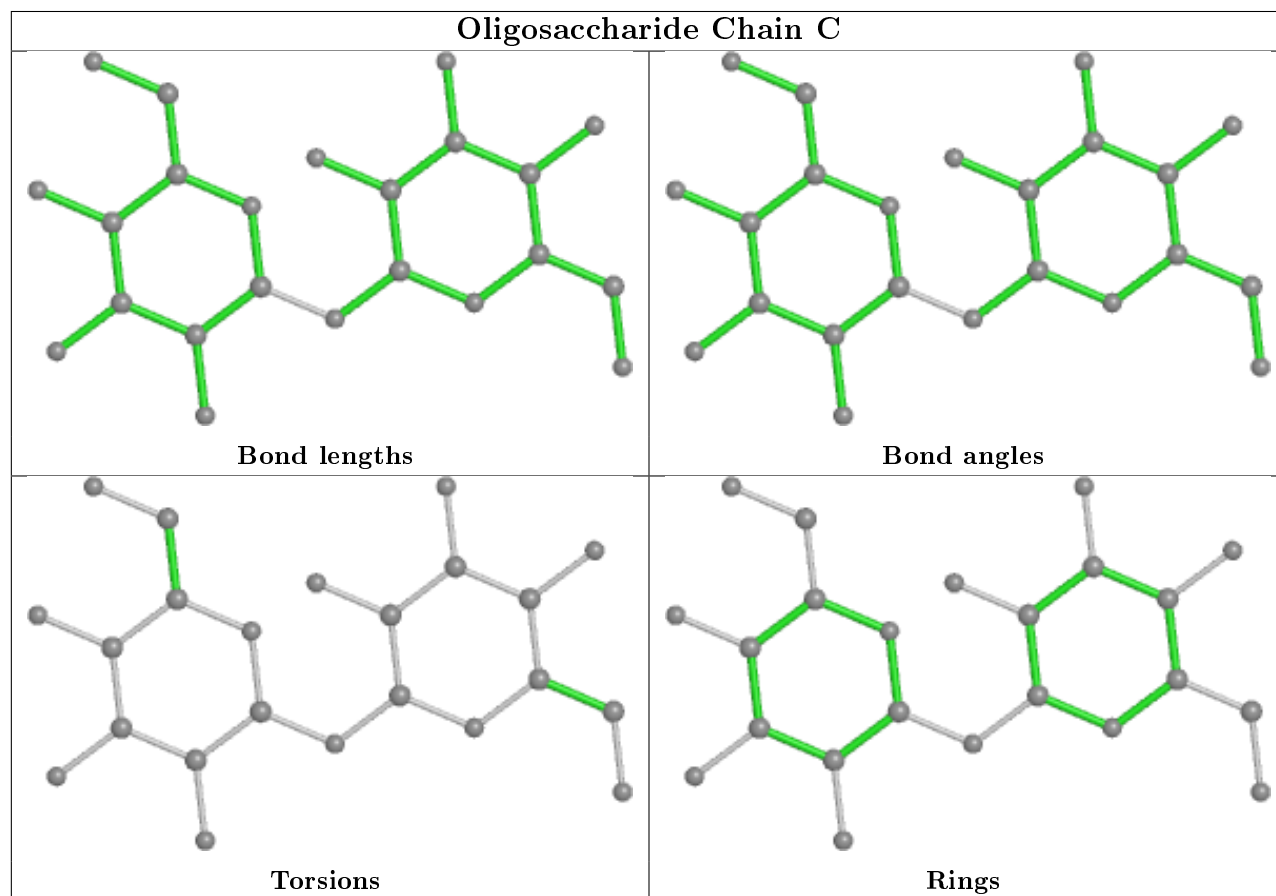 Oligosaccharide Chain C
Bond lengths
Bond angles
Torsions
Rings